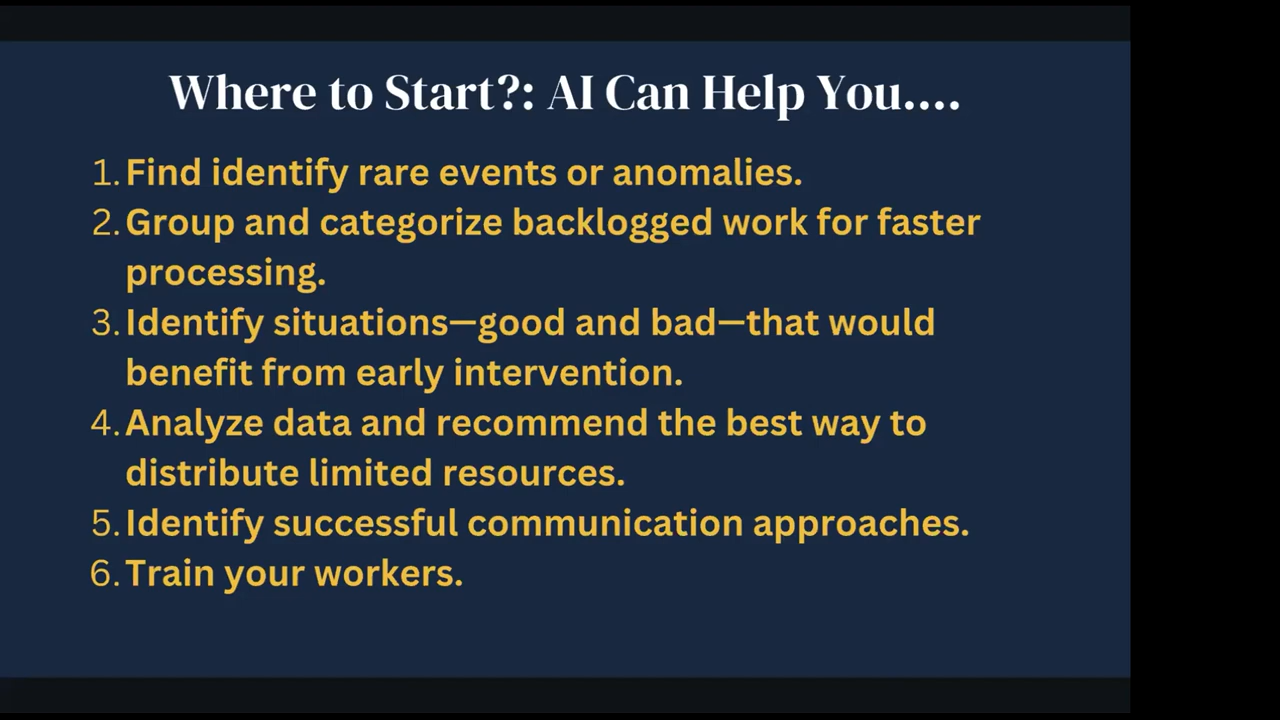 Where to Start?: AI Can Help You....
1. Find identify rare events or anomalies.
2. Group and categorize backlogged work for faster
processing.
3. Identify situations—good and bad—that would
benefit from early intervention.
4. Analyze data and recommend the best way to
distribute limited resources.
5. Identify successful communication approaches.
6. Train your workers.